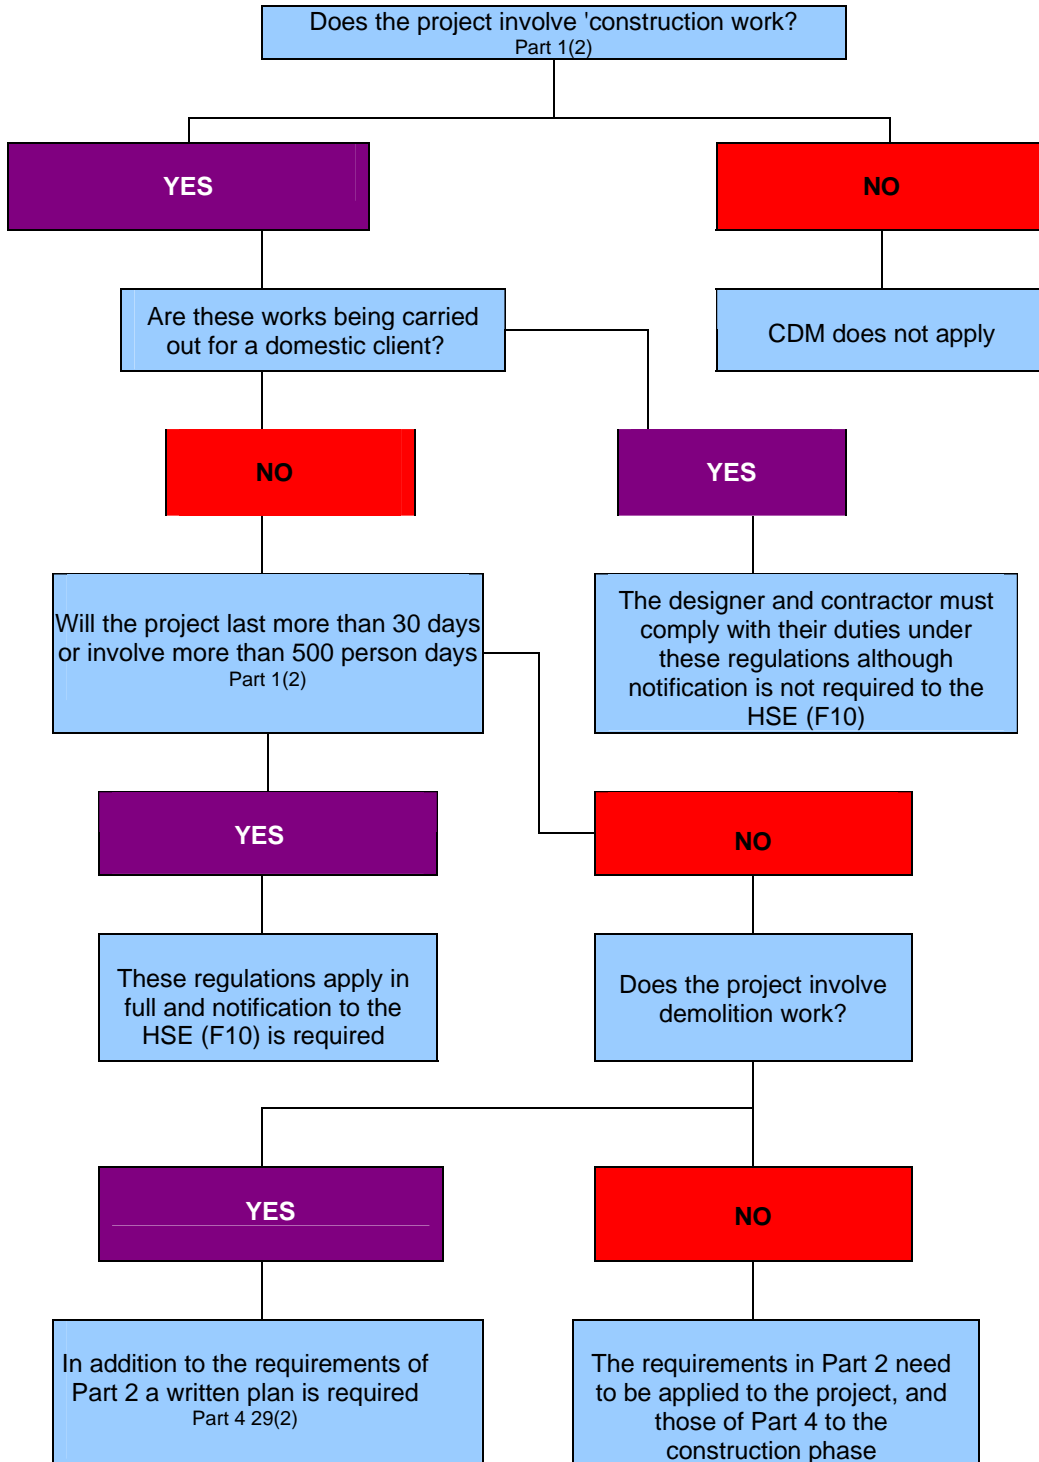 Does the project involve 'construction work?
Part 1(2)
YES
NO
Are these works being carried
out for a domestic client?
CDM does not apply
NO
YES
Will the project last more than 30 days
or involve more than 500 person days
Part 1(2)
The designer and contractor must
comply with their duties under
these regulations although
notification is not required to the
HSE (F10)
YES
NO
These regulations apply in
full and notification to the
HSE (F10) is required
Does the project involve
demolition work?
YES
NO
In addition to the requirements of
Part 2 a written plan is required
Part 4 29(2)
The requirements in Part 2 need
to be applied to the project, and
those of Part 4 to the
construction phase